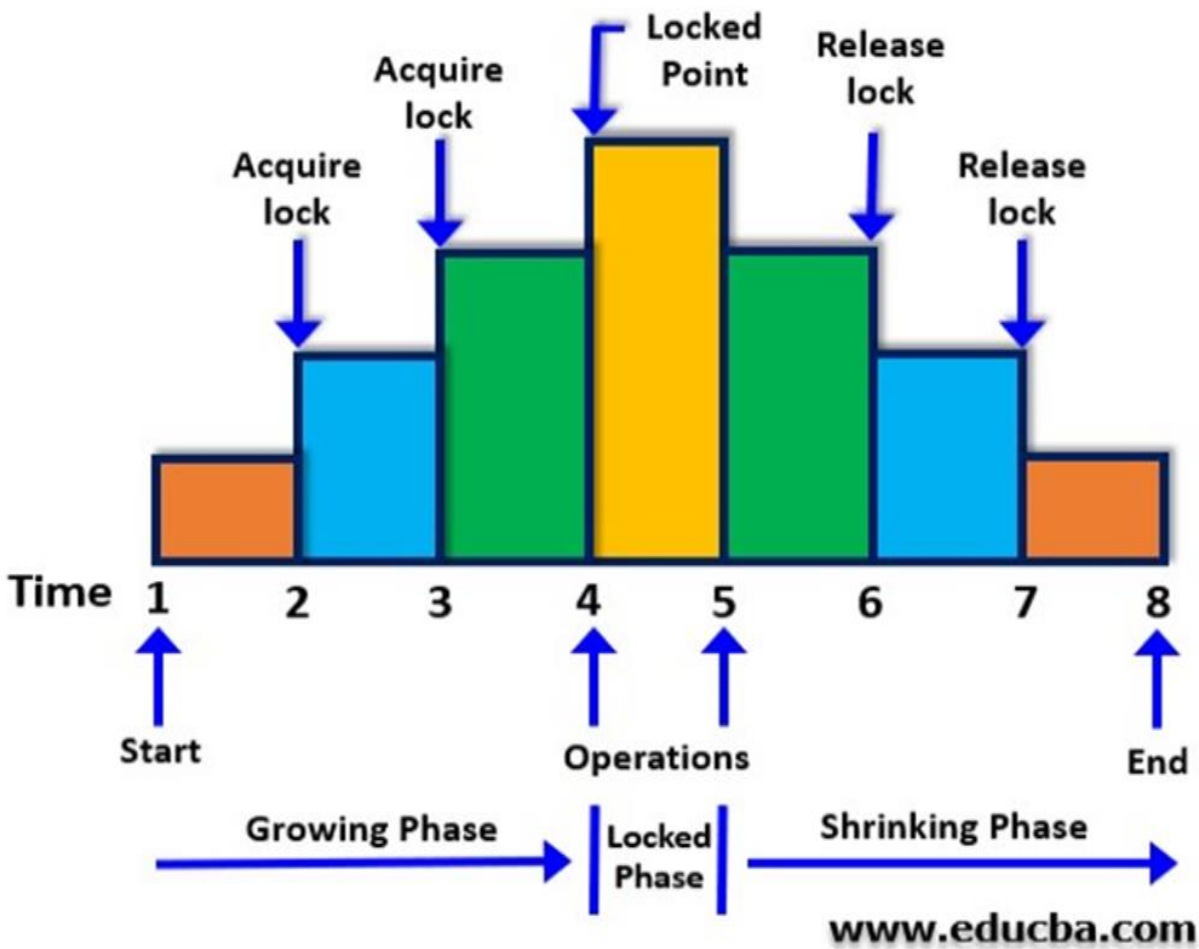 Locked
Point
Release
lock
Acquire
lock
Acquire
lock
Release
lock
Time 1 2 3 4 5 6 7 8
Start
Operations
End
Growing Phase
Locked
Phase
Shrinking Phase
www.educba.com